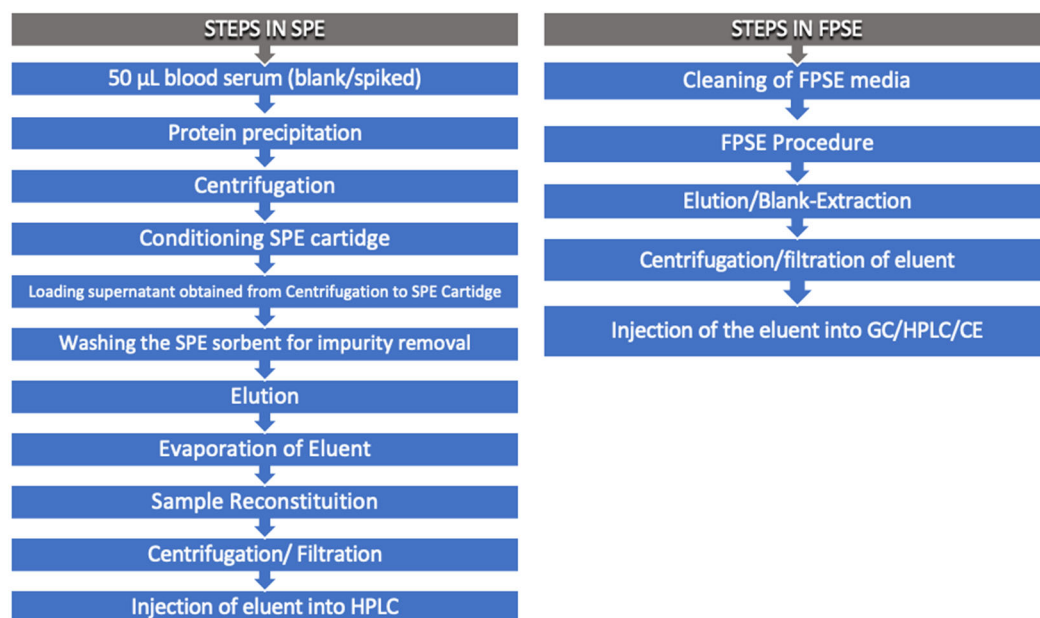 STEPS IN SPE
50 µL blood serum (blank/spiked)
Protein precipitation
Centrifugation
Conditioning SPE cartidge
Loading supernatant obtained from Centrifugation to SPE Cartidge
Washing the SPE sorbent for impurity removal
Elution
Evaporation of Eluent
Sample Reconstituition
Centrifugation/ Filtration
Injection of eluent into HPLC
STEPS IN FPSE
Cleaning of FPSE media
FPSE Procedure
Elution/Blank-Extraction
Centrifugation/filtration of eluent
Injection of the eluent into GC/HPLC/CE